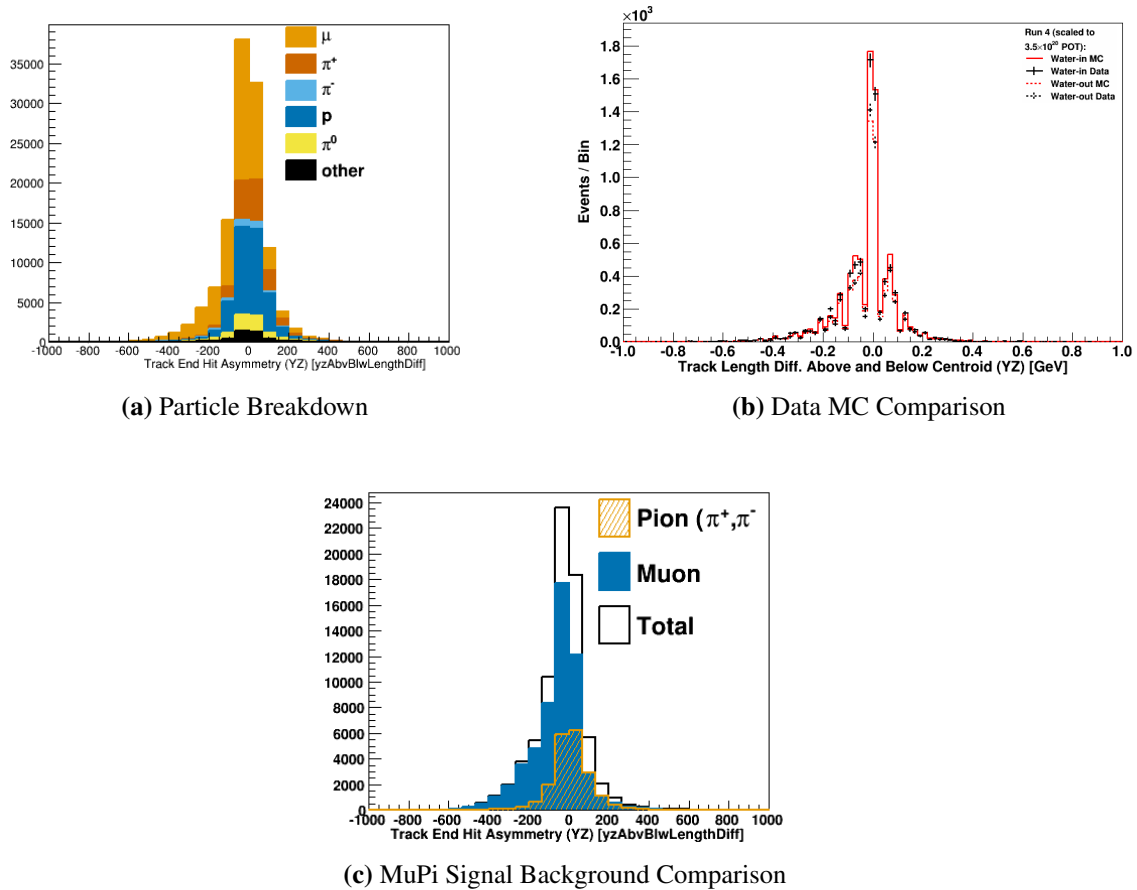 μ
π+
π-
p
π0
other
35000
30000
25000
20000
15000
10000
5000
0
-1000 -800 -600 -400 -200 0 200 400 600 800 1000
Track End Hit Asymmetry (YZ) [yzAbvBlwLengthDiff]
(a) Particle Breakdown
×10³
Run 4 (scaled to
3.5×10²⁰ POT):
Water-in MC
Water-in Data
Water-out MC
Water-out Data
Events / Bin
1.8
1.6
1.4
1.2
1.0
0.8
0.6
0.4
0.2
0.0
-1.0 -0.8 -0.6 -0.4 -0.2 0.0 0.2 0.4 0.6 0.8 1.0
Track Length Diff. Above and Below Centroid (YZ) [GeV]
(b) Data MC Comparison
Pion (π+,π-
Muon
Total
24000
22000
20000
18000
16000
14000
12000
10000
8000
6000
4000
2000
0
-1000 -800 -600 -400 -200 0 200 400 600 800 1000
Track End Hit Asymmetry (YZ) [yzAbvBlwLengthDiff]
(c) MuPi Signal Background Comparison